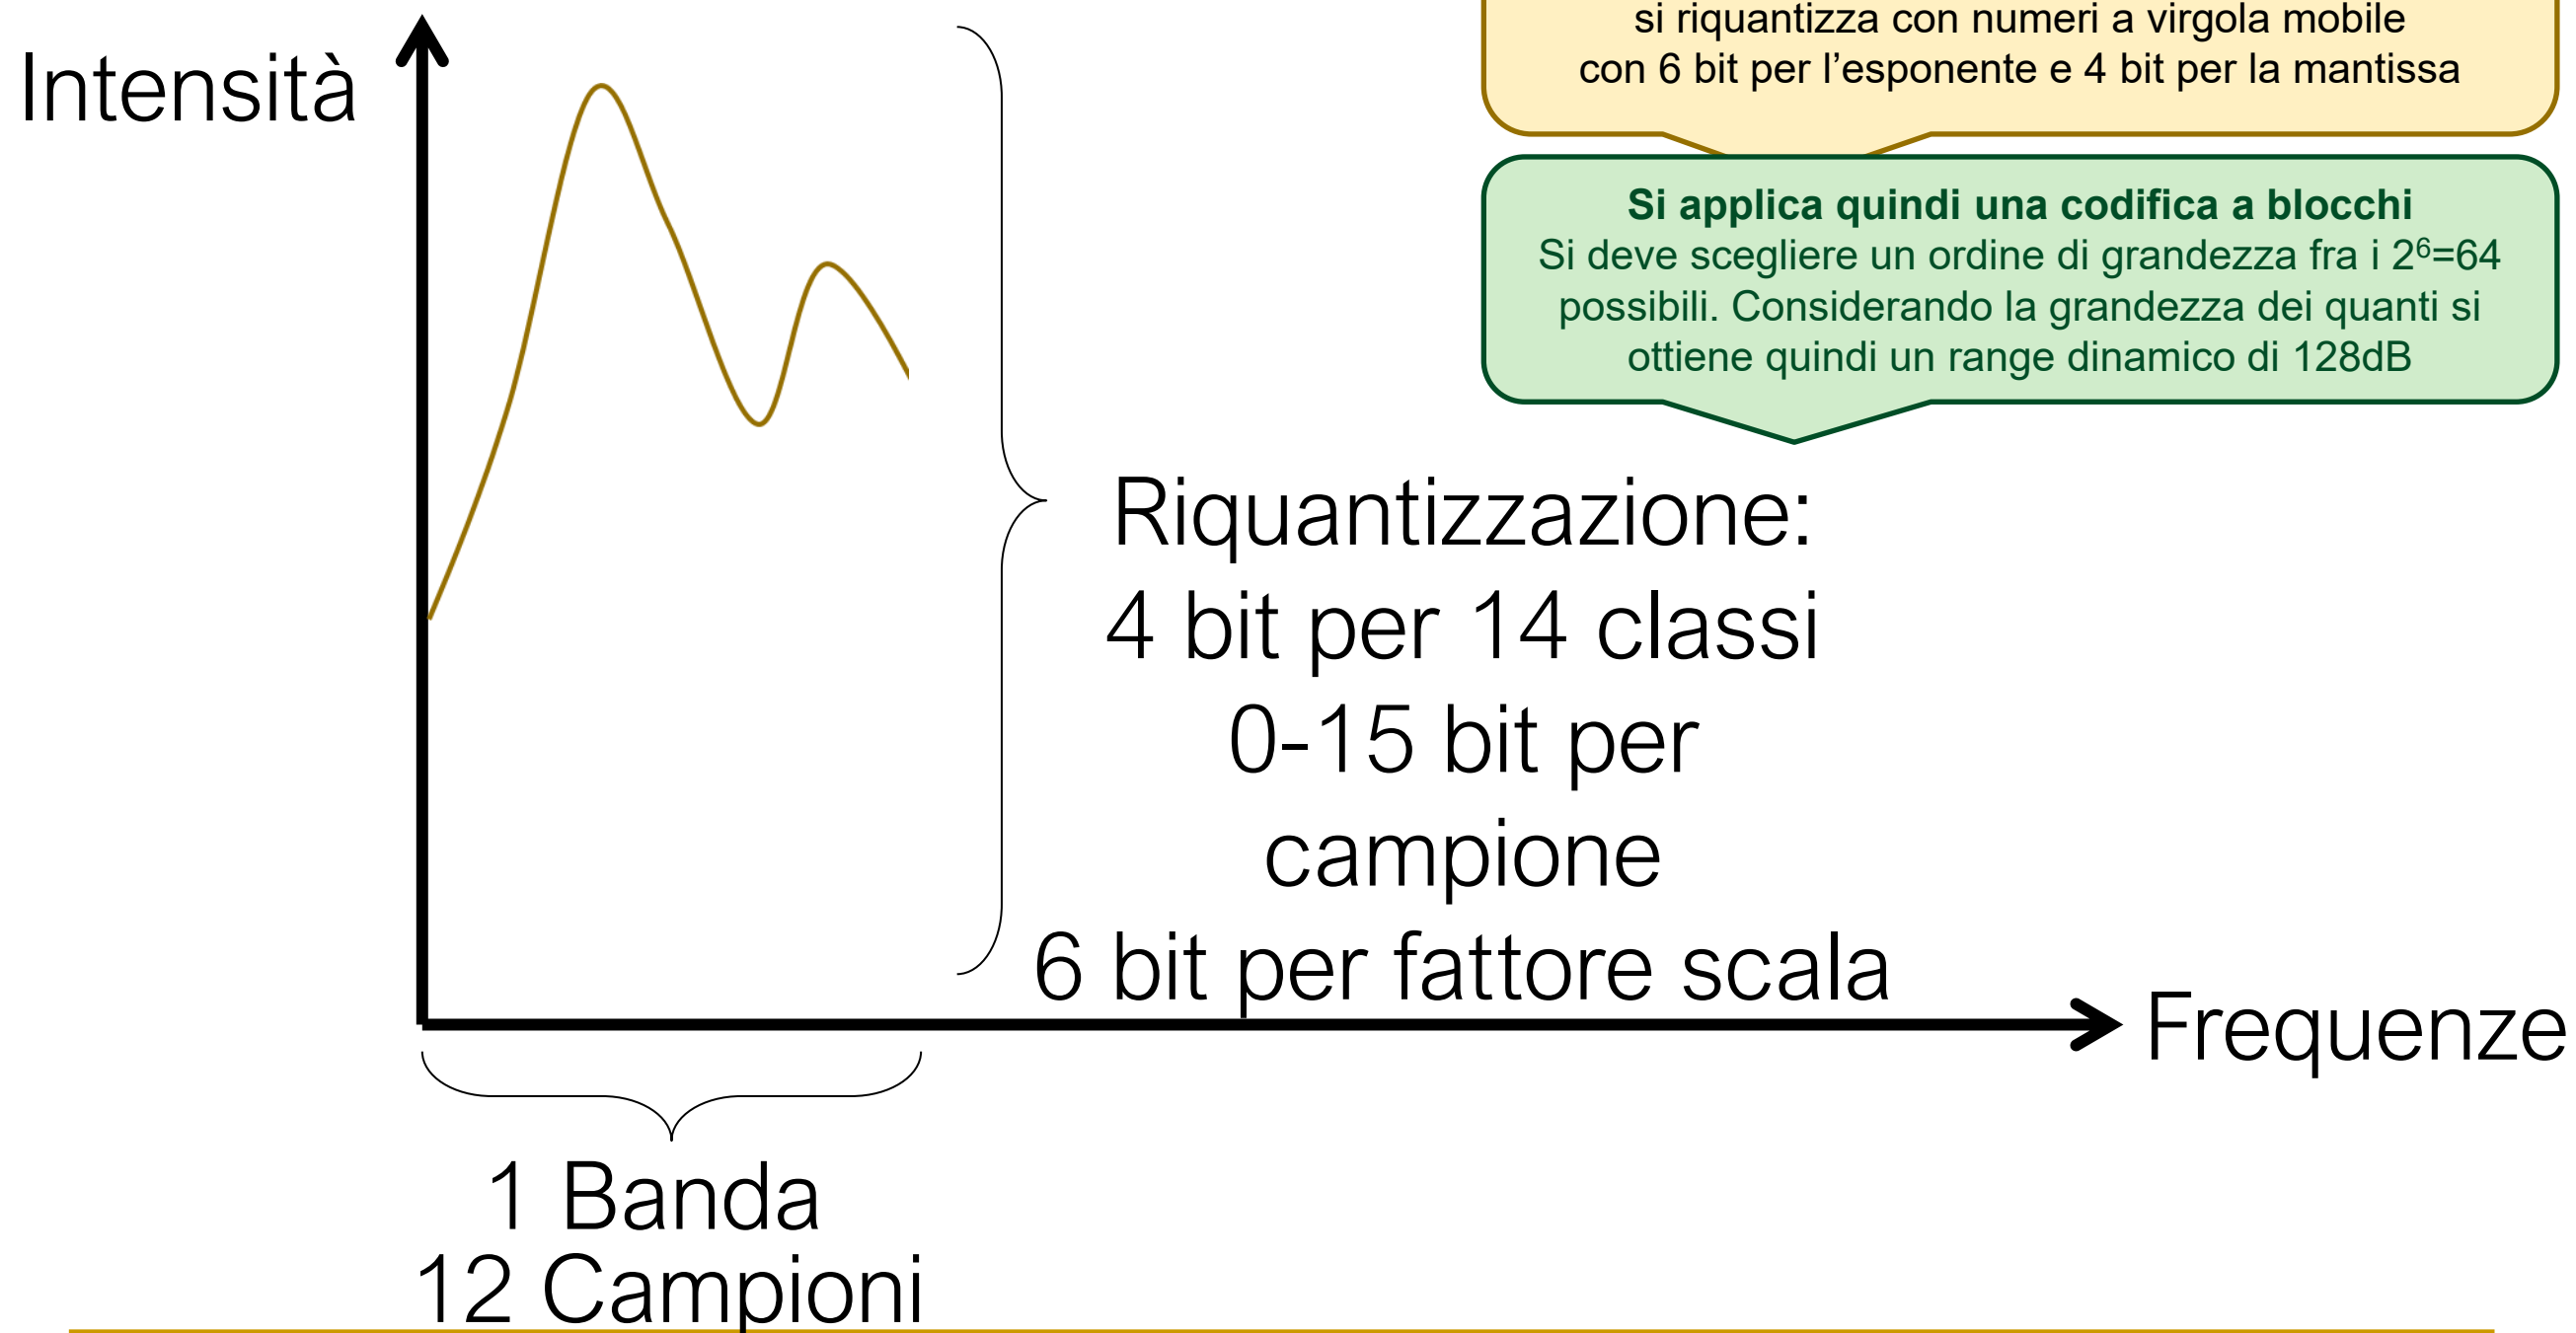 Intensità
si riquantizza con numeri a virgola mobile
con 6 bit per l’esponente e 4 bit per la mantissa
Si applica quindi una codifica a blocchi
Si deve scegliere un ordine di grandezza fra i 2⁶=64
possibili. Considerando la grandezza dei quanti si
ottiene quindi un range dinamico di 128dB
Riquantizzazione:
4 bit per 14 classi
0-15 bit per
campione
6 bit per fattore scala
Frequenze
1 Banda
12 Campioni